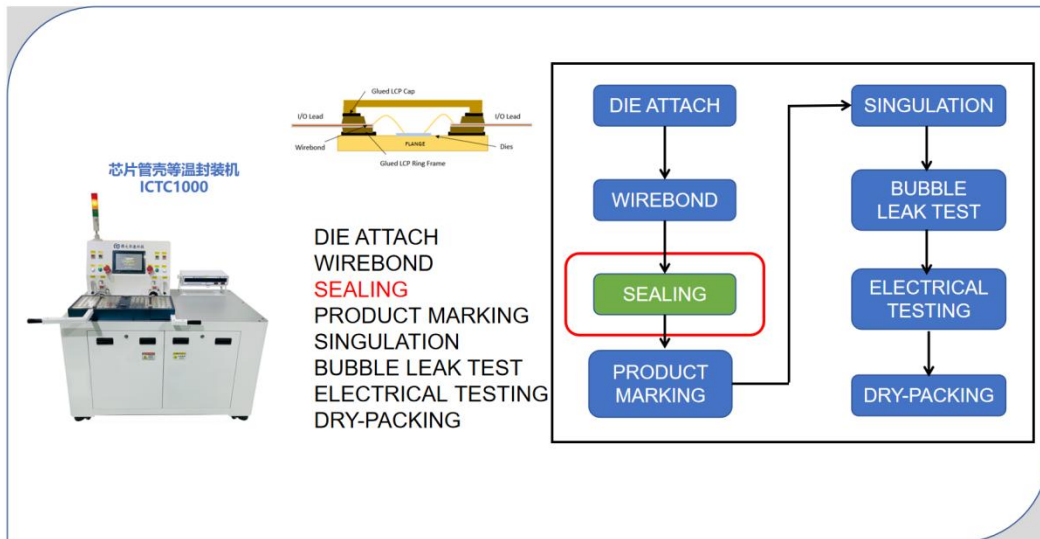 芯片管壳等温封装机
ICTC1000
Glued LCP Cap
I/O Lead
I/O Lead
Wirebond
FLANGE
Dies
Glued LCP Ring Frame
DIE ATTACH
WIREBOND
SEALING
PRODUCT MARKING
SINGULATION
BUBBLE LEAK TEST
ELECTRICAL TESTING
DRY-PACKING
DIE ATTACH
WIREBOND
SEALING
PRODUCT
MARKING
SINGULATION
BUBBLE
LEAK TEST
ELECTRICAL
TESTING
DRY-PACKING